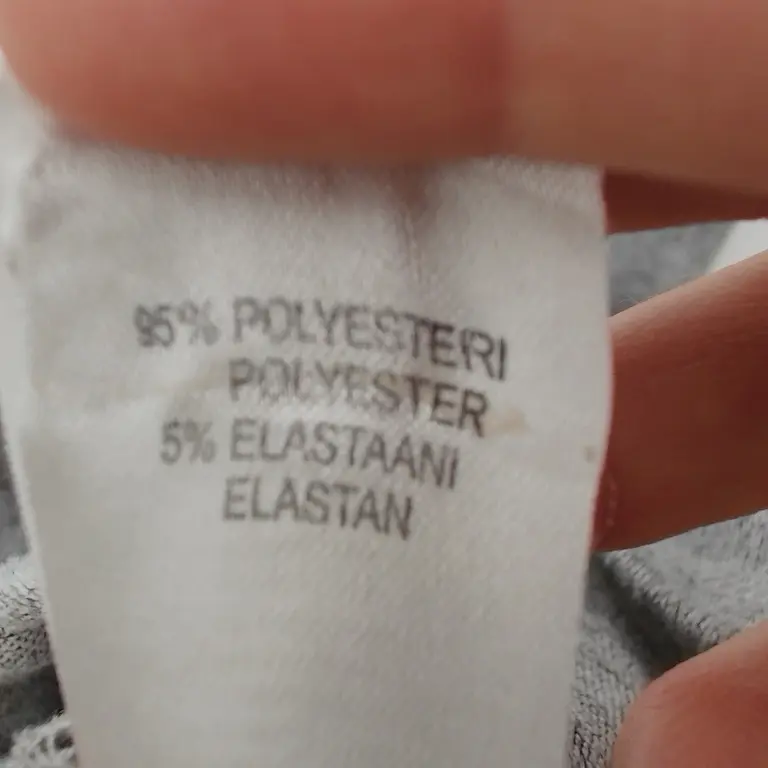 95% POLYESTERI
POLYESTER
5% ELASTAANI
ELASTAN